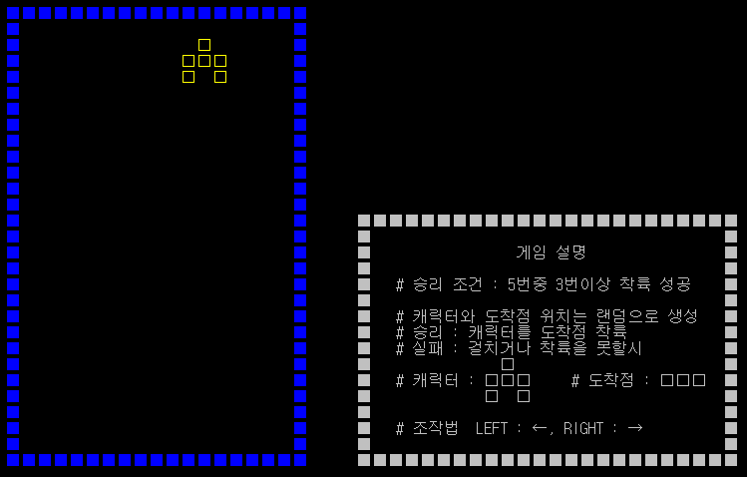 게임 설명
# 승리 조건 : 5번중 3번이상 착륙 성공
# 캐릭터와 도착점 위치는 랜덤으로 생성
# 승리 : 캐릭터를 도착점 착륙
# 실패 : 겉치거나 착륙을 못할시
# 캐릭터 : □□□ # 도착점 : □□□
# 조작법 LEFT : ←, RIGHT : →